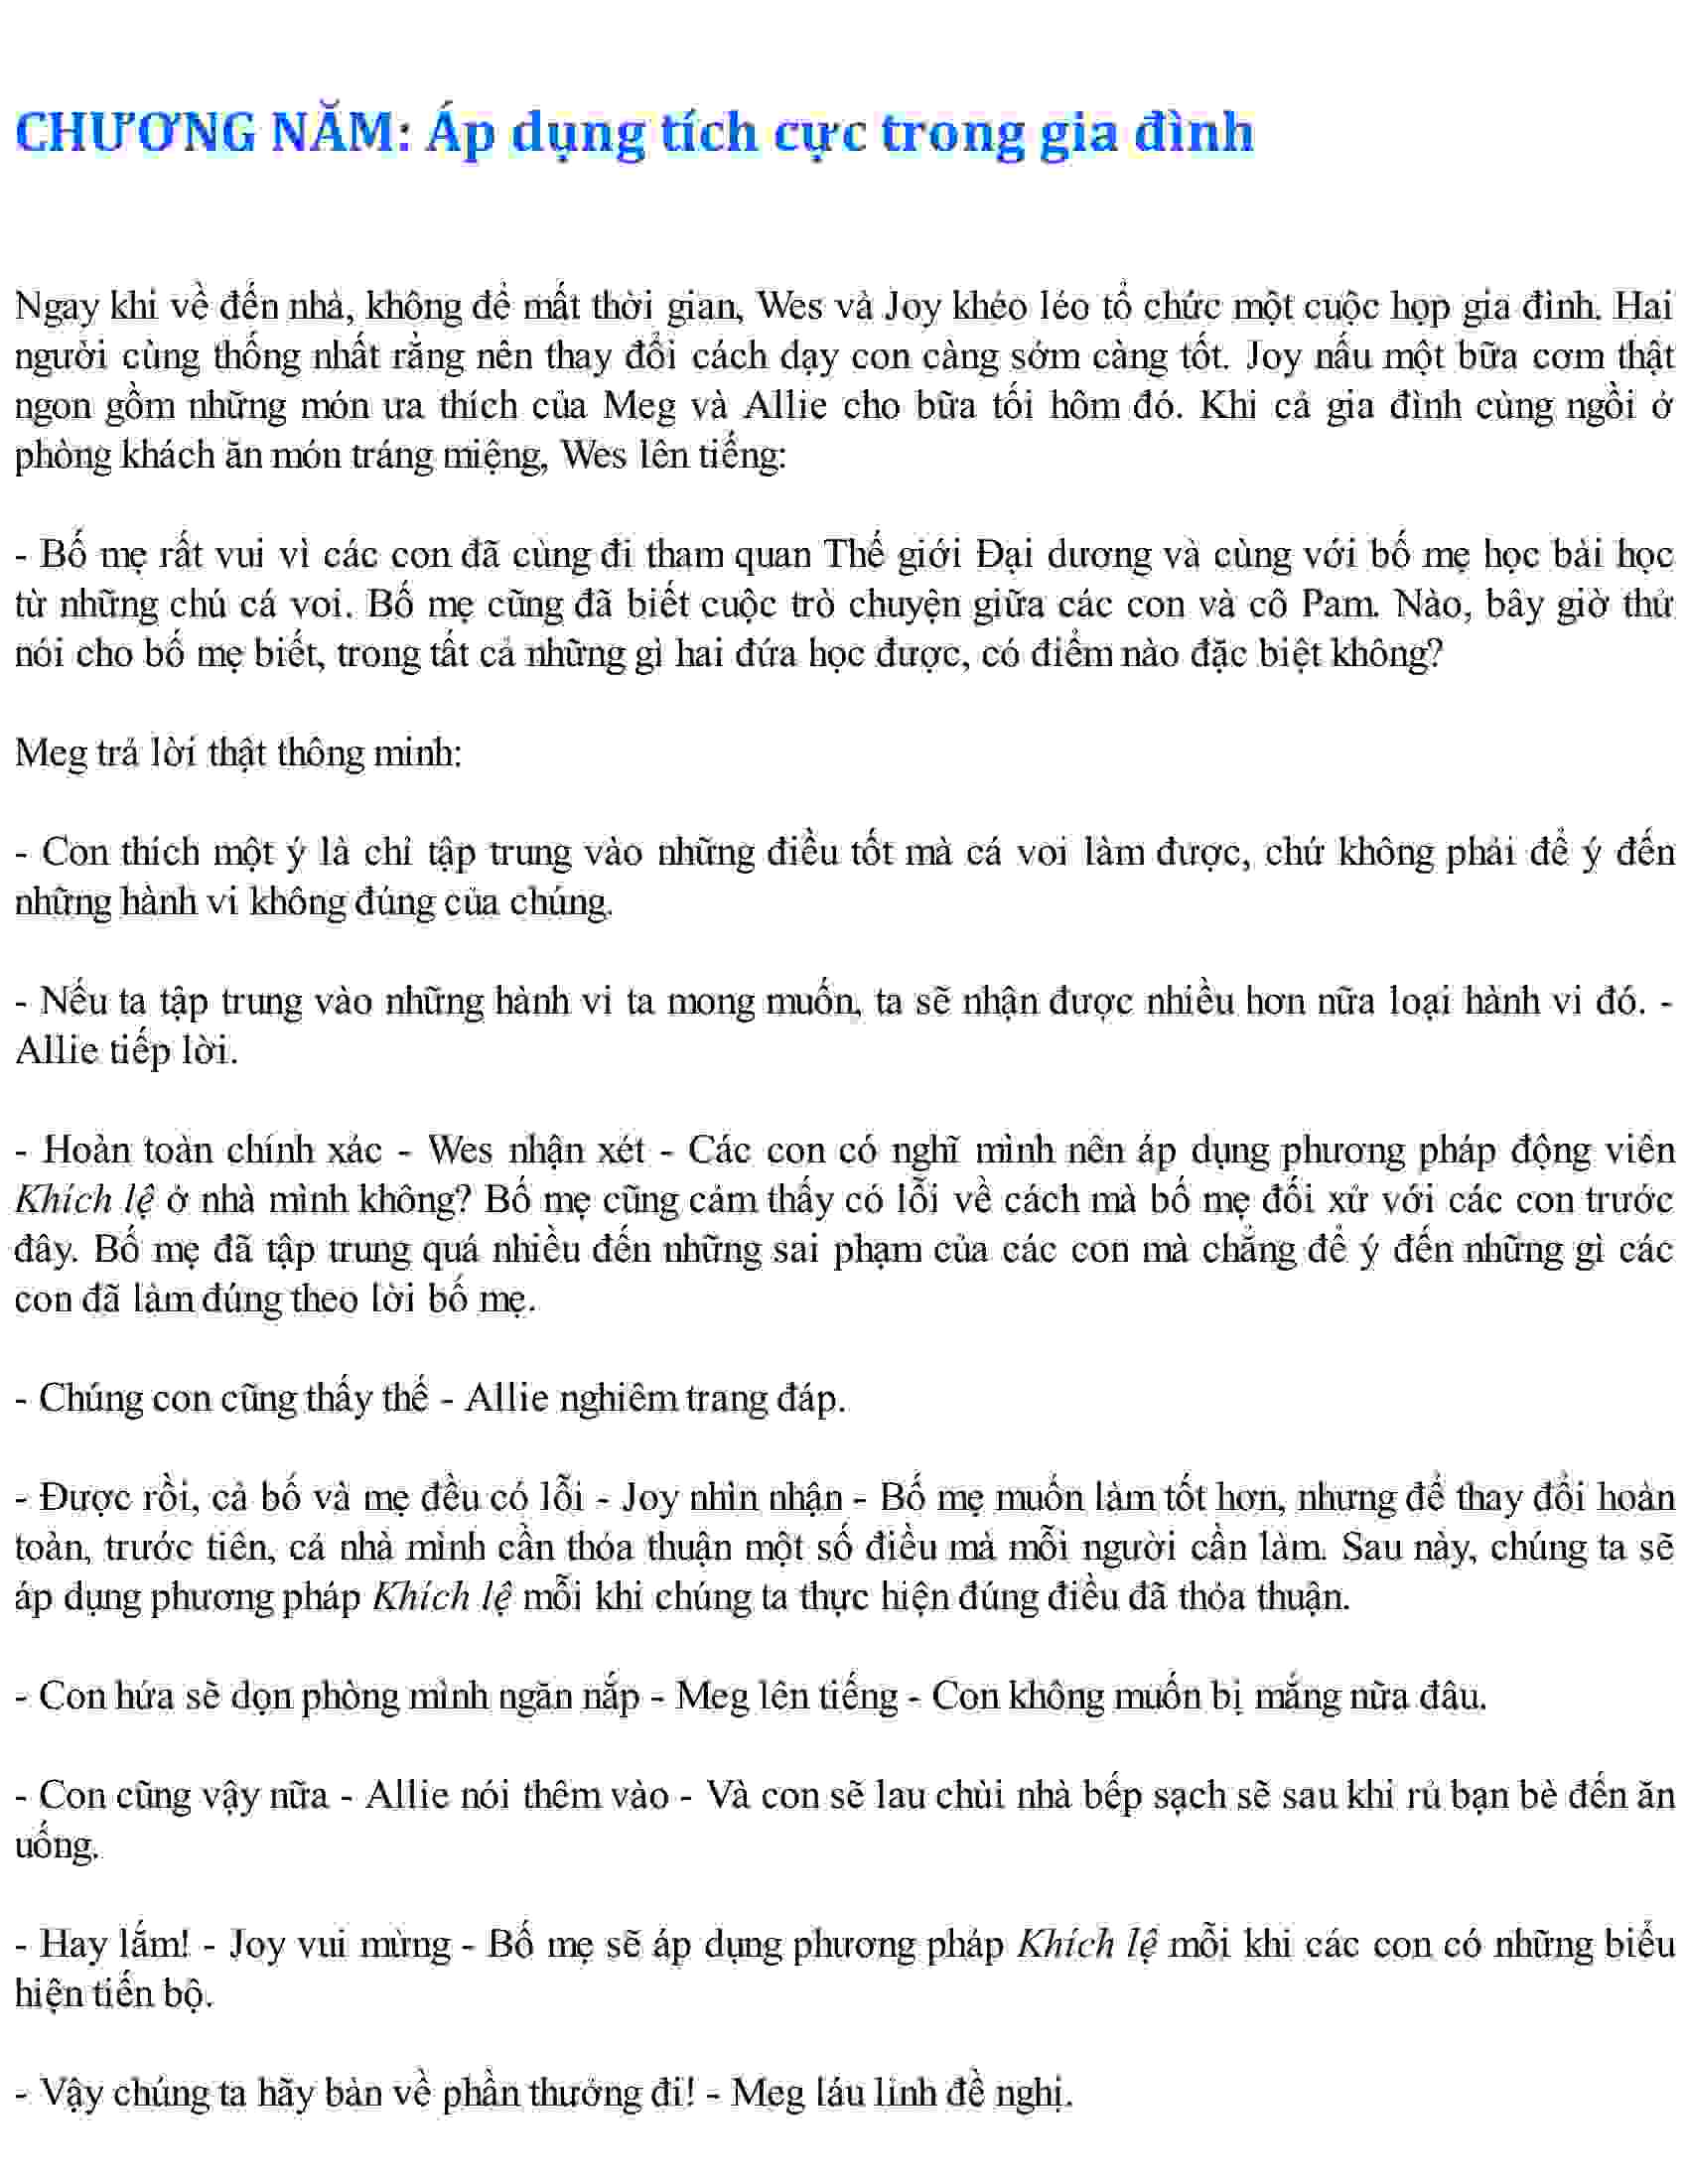 CHƯƠNG NĂM: Áp dụng tích cực trong gia đình
Ngay khi về đến nhà, không để mất thời gian, Wes và Joy khéo léo tổ chức một cuộc họp gia đình. Hai
người cùng thống nhất rằng nên thay đổi cách dạy con càng sớm càng tốt. Joy nấu một bữa cơm thật
ngon gồm những món ưa thích của Meg và Allie cho bữa tối hôm đó. Khi cả gia đình cùng ngồi ở
phòng khách ăn món tráng miệng, Wes lên tiếng:
- Bố mẹ rất vui vì các con đã cùng đi tham quan Thế giới Đại dương và cùng với bố mẹ học bài học
từ những chú cá voi. Bố mẹ cũng đã biết cuộc trò chuyện giữa các con và cô Pam. Nào, bây giờ thử
nói cho bố mẹ biết, trong tất cả những gì hai đứa học được, có điểm nào đặc biệt không?
Meg trả lời thật thông minh:
- Con thích một ý là chỉ tập trung vào những điều tốt mà cá voi làm được, chứ không phải để ý đến
những hành vi không đúng của chúng.
- Nếu ta tập trung vào những hành vi ta mong muốn, ta sẽ nhận được nhiều hơn nữa loại hành vi đó. -
Allie tiếp lời.
- Hoàn toàn chính xác - Wes nhận xét - Các con có nghĩ mình nên áp dụng phương pháp động viên
Khích lệ ở nhà mình không? Bố mẹ cũng cảm thấy có lỗi về cách mà bố mẹ đối xử với các con trước
đây. Bố mẹ đã tập trung quá nhiều đến những sai phạm của các con mà chẳng để ý đến những gì các
con đã làm đúng theo lời bố mẹ.
- Chúng con cũng thấy thế - Allie nghiêm trang đáp.
- Được rồi, cả bố và mẹ đều có lỗi - Joy nhìn nhận - Bố mẹ muốn làm tốt hơn, nhưng để thay đổi hoàn
toàn, trước tiên, cả nhà mình cần thỏa thuận một số điều mà mỗi người cần làm. Sau này, chúng ta sẽ
áp dụng phương pháp Khích lệ mỗi khi chúng ta thực hiện đúng điều đã thỏa thuận.
- Con hứa sẽ dọn phòng mình ngăn nắp - Meg lên tiếng - Con không muốn bị mắng nữa đâu.
- Con cũng vậy nữa - Allie nói thêm vào - Và con sẽ lau chùi nhà bếp sạch sẽ sau khi rủ bạn bè đến ăn
uống.
- Hay lắm! - Joy vui mừng - Bố mẹ sẽ áp dụng phương pháp Khích lệ mỗi khi các con có những biểu
hiện tiến bộ.
- Vậy chúng ta hãy bàn về phần thưởng đi! - Meg láu lỉnh đề nghị.